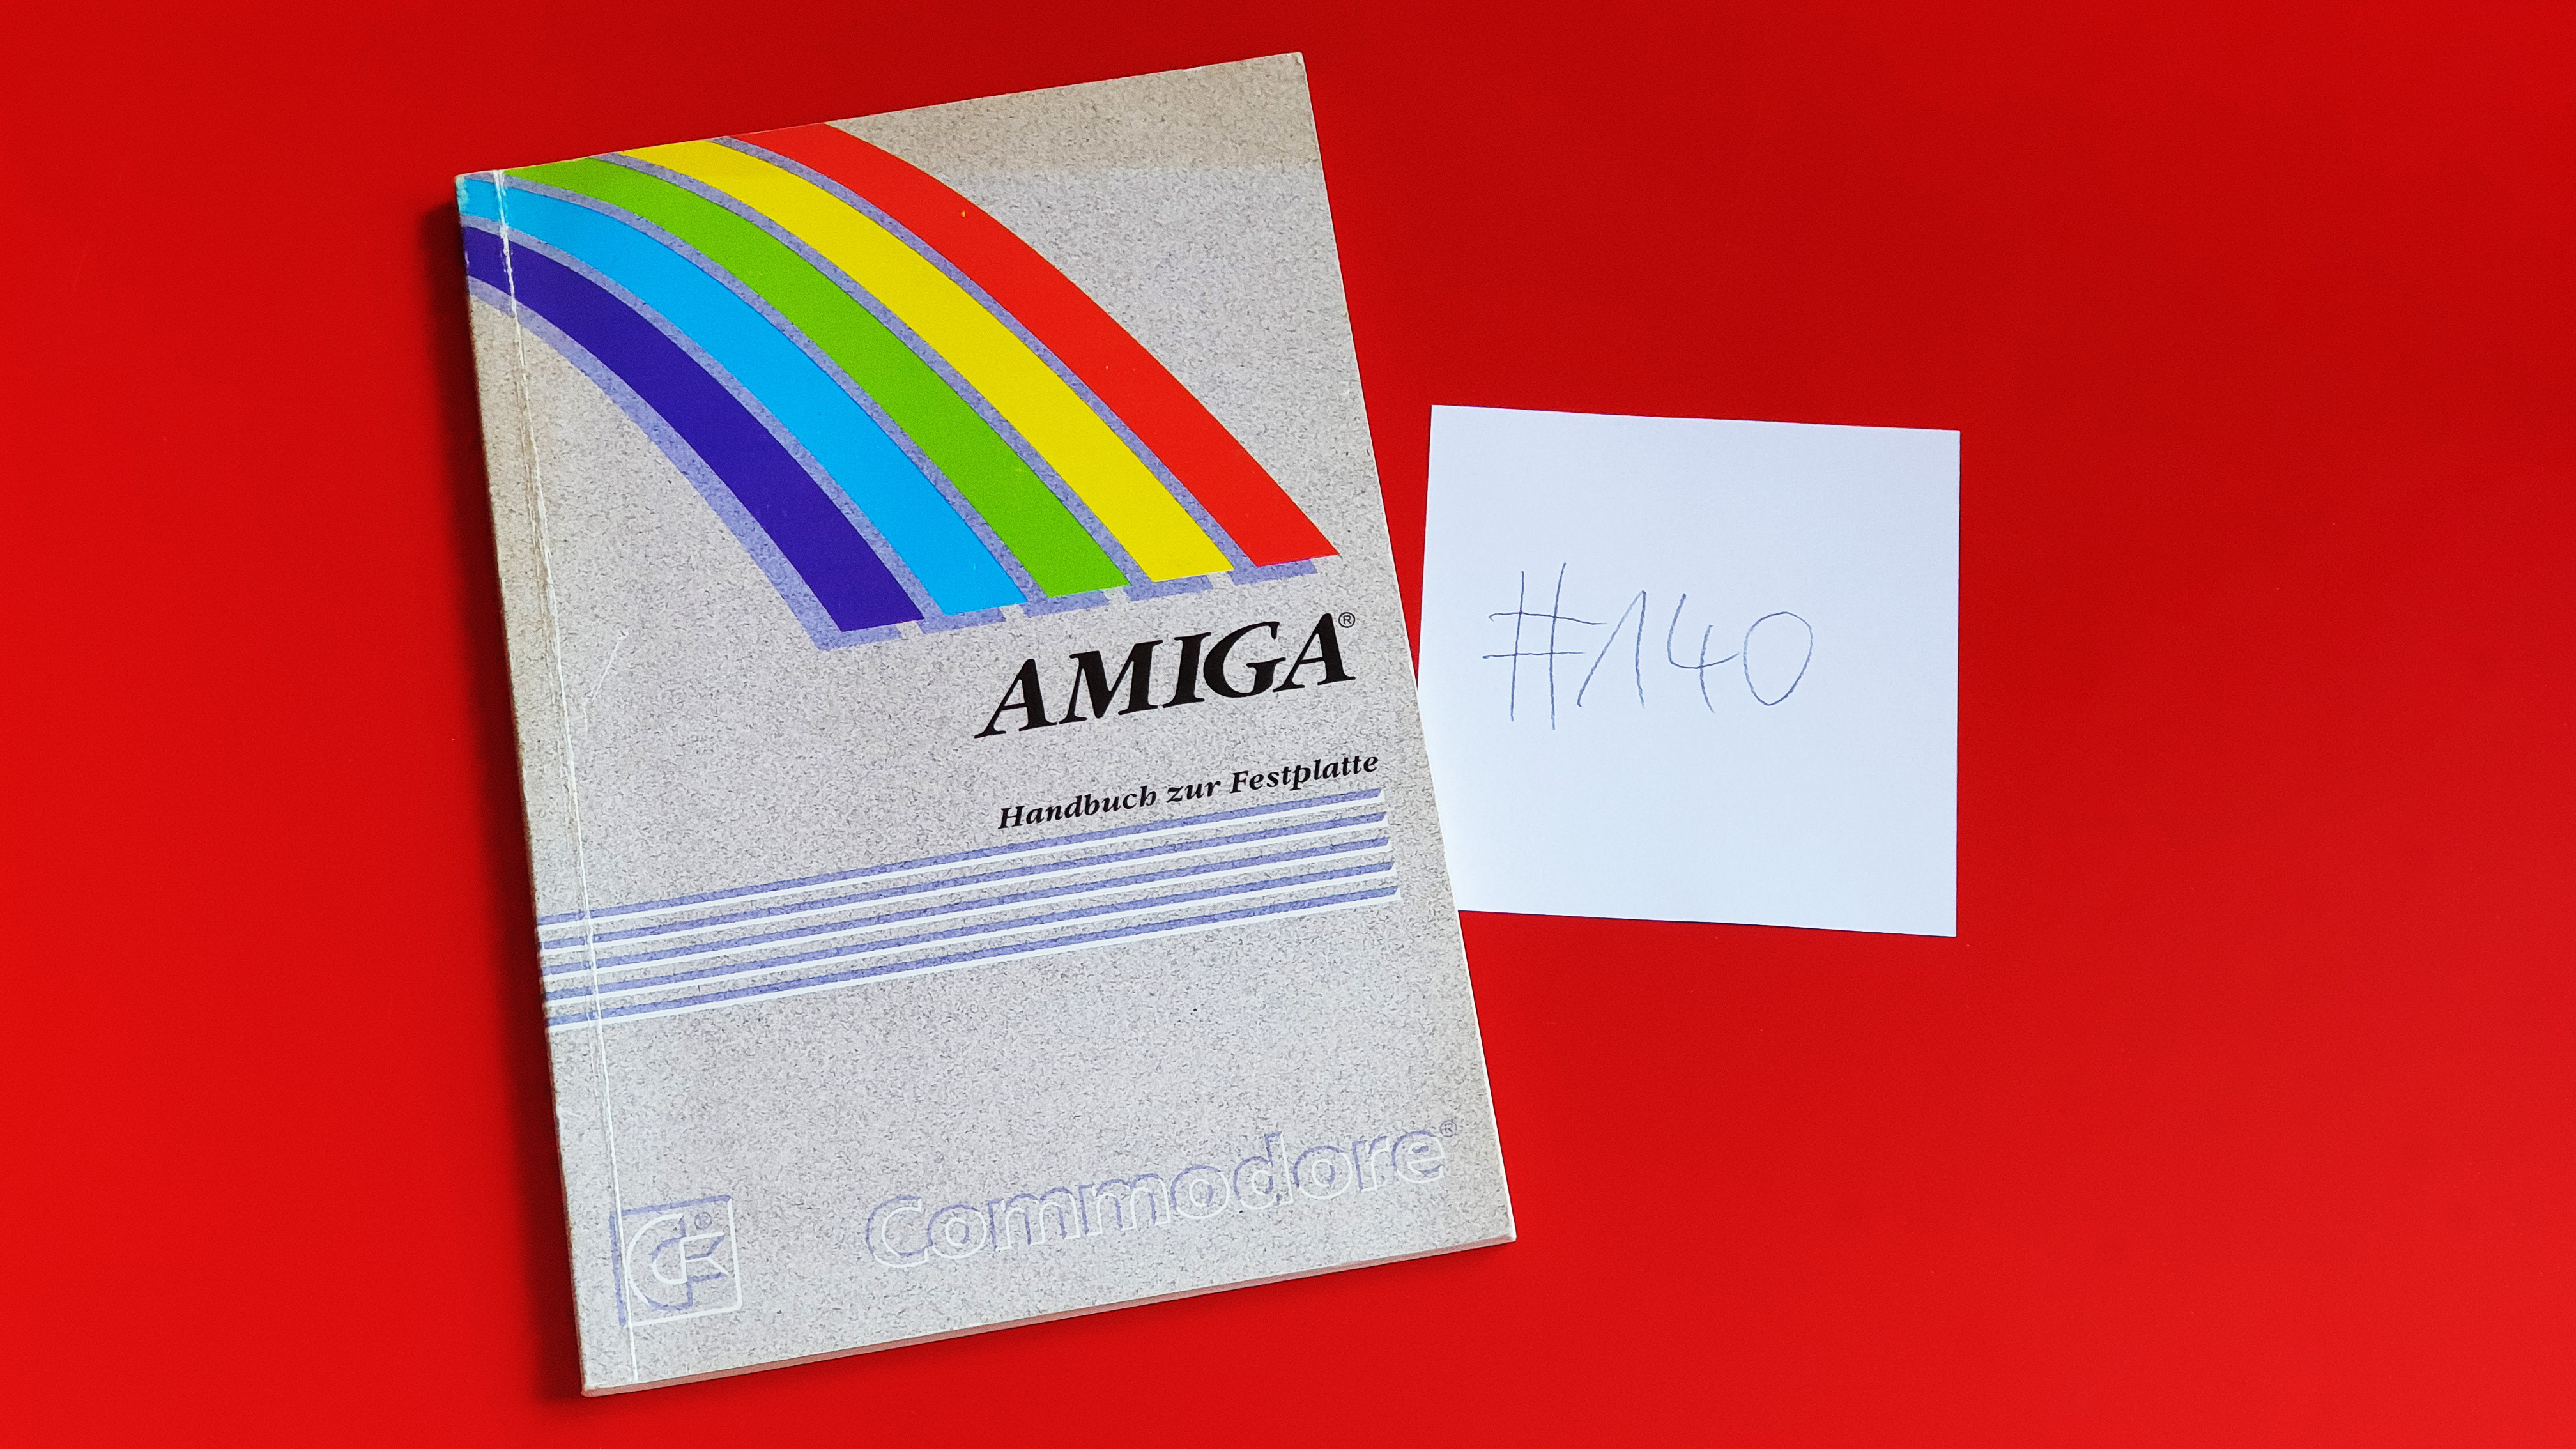 AMIGA®
Handbuch zur Festplatte
#140
Commodore®